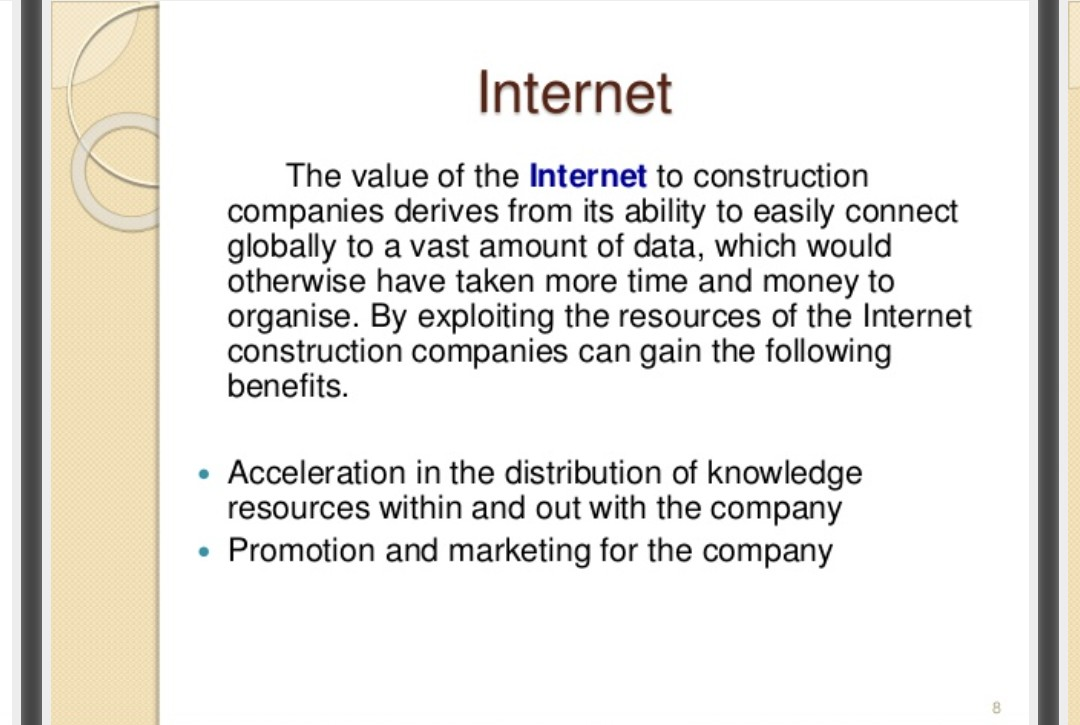 Internet
The value of the Internet to construction
companies derives from its ability to easily connect
globally to a vast amount of data, which would
otherwise have taken more time and money to
organise. By exploiting the resources of the Internet
construction companies can gain the following
benefits.
• Acceleration in the distribution of knowledge
resources within and out with the company
• Promotion and marketing for the company
8